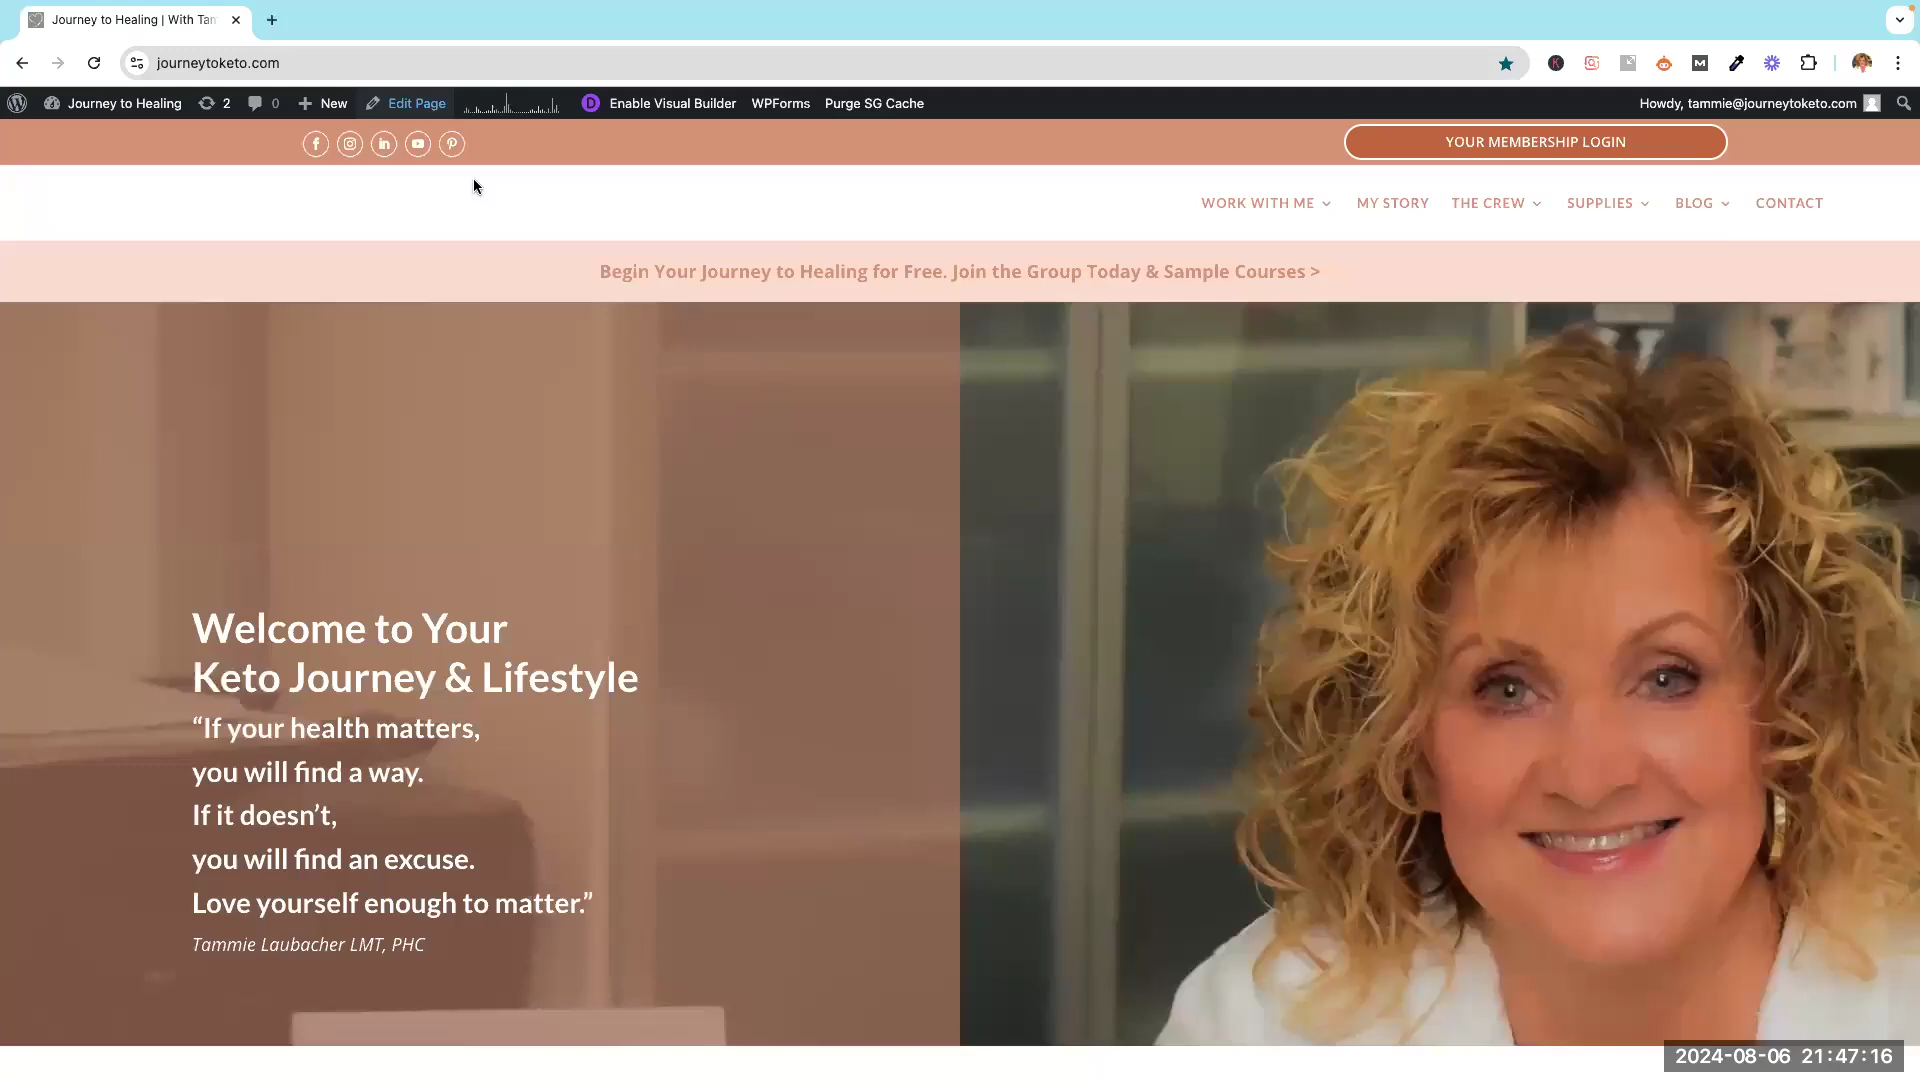 Journey to Healing | With Tam
journeytoketo.com
Journey to Healing 2 0 New Edit Page Enable Visual Builder WPForms Purge SG Cache Howdy, tammie@journeytoketo.com
YOUR MEMBERSHIP LOGIN
WORK WITH ME MY STORY THE CREW SUPPLIES BLOG CONTACT
Begin Your Journey to Healing for Free. Join the Group Today & Sample Courses >
Welcome to Your
Keto Journey & Lifestyle
“If your health matters,
you will find a way.
If it doesn’t,
you will find an excuse.
Love yourself enough to matter.”
Tammie Laubacher LMT, PHC
2024-08-06 21:47:16